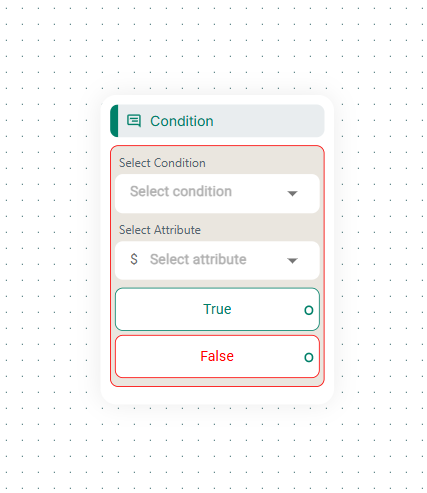 Condition
Select Condition
Select condition
Select Attribute
$ Select attribute
True
False